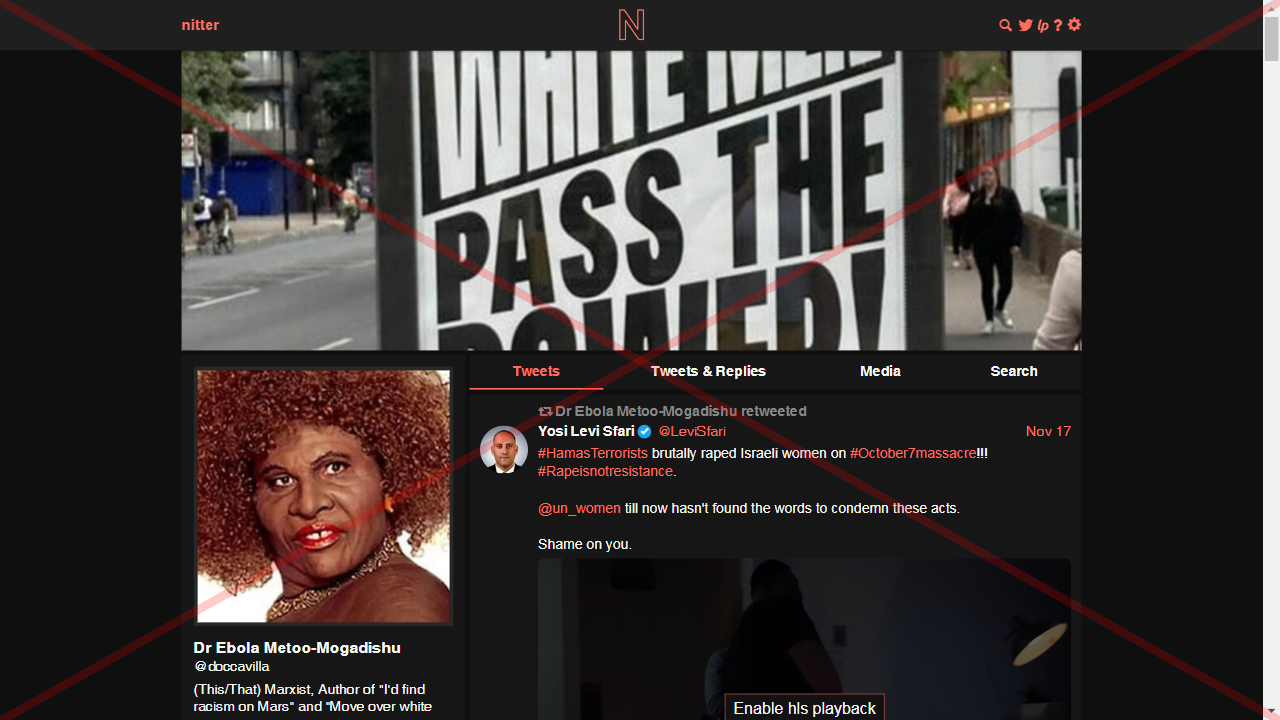 nitter
N
lp ?
WHITE MEN
PASS THE
POWER!
Tweets
Tweets & Replies
Media
Search
Dr Ebola Metoo-Mogadishu retweeted
Yosi Levi Sfari @LeviSfari Nov 17
#HamasTerrorists brutally raped Israeli women on #October7massacre!!!
#Rapeisnotresistance.
@un_women till now hasn't found the words to condemn these acts.
Shame on you.
Enable hls playback
Dr Ebola Metoo-Mogadishu
@doccavilla
(This/That) Marxist, Author of "I'd find
racism on Mars" and "Move over white